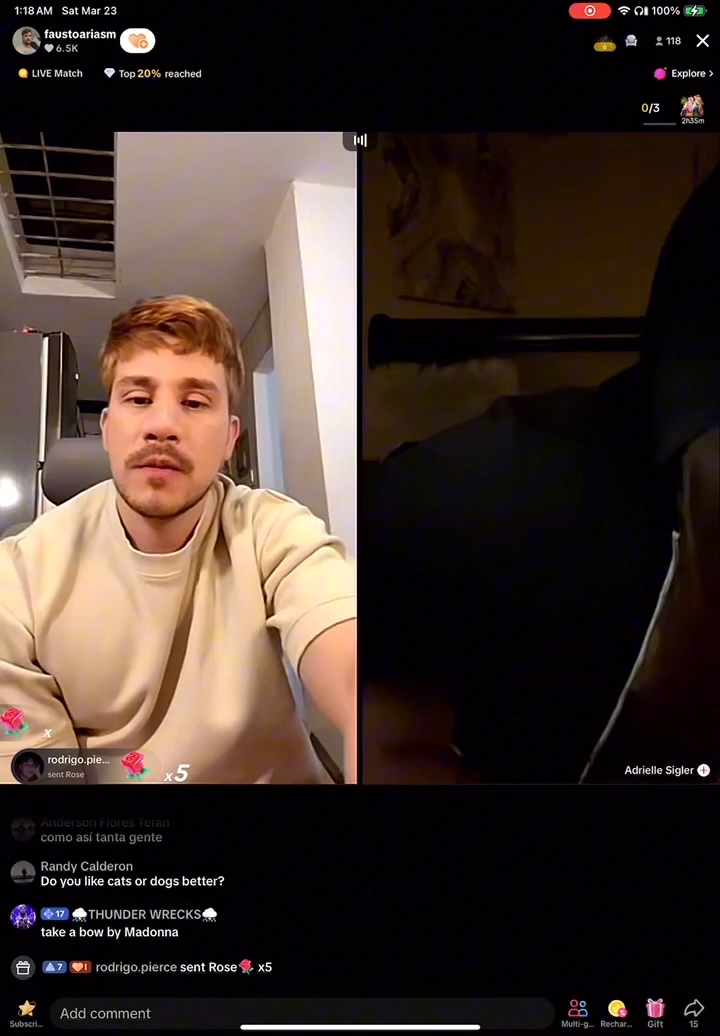 1:18 AM Sat Mar 23
100%
faustoariasm
6.5K
6
118
LIVE Match
Top 20% reached
Explore >
0/3
2h35m
x
rodrigo.pie...
sent Rose
x5
Adrielle Sigler
Anderson Flores Teran
como así tanta gente
Randy Calderon
Do you like cats or dogs better?
17 🌧THUNDER WRECKS🌧
take a bow by Madonna
7 1 rodrigo.pierce sent Rose🌹 x5
Subscri...
Add comment
Multi-g...
Rechar...
Gift
15